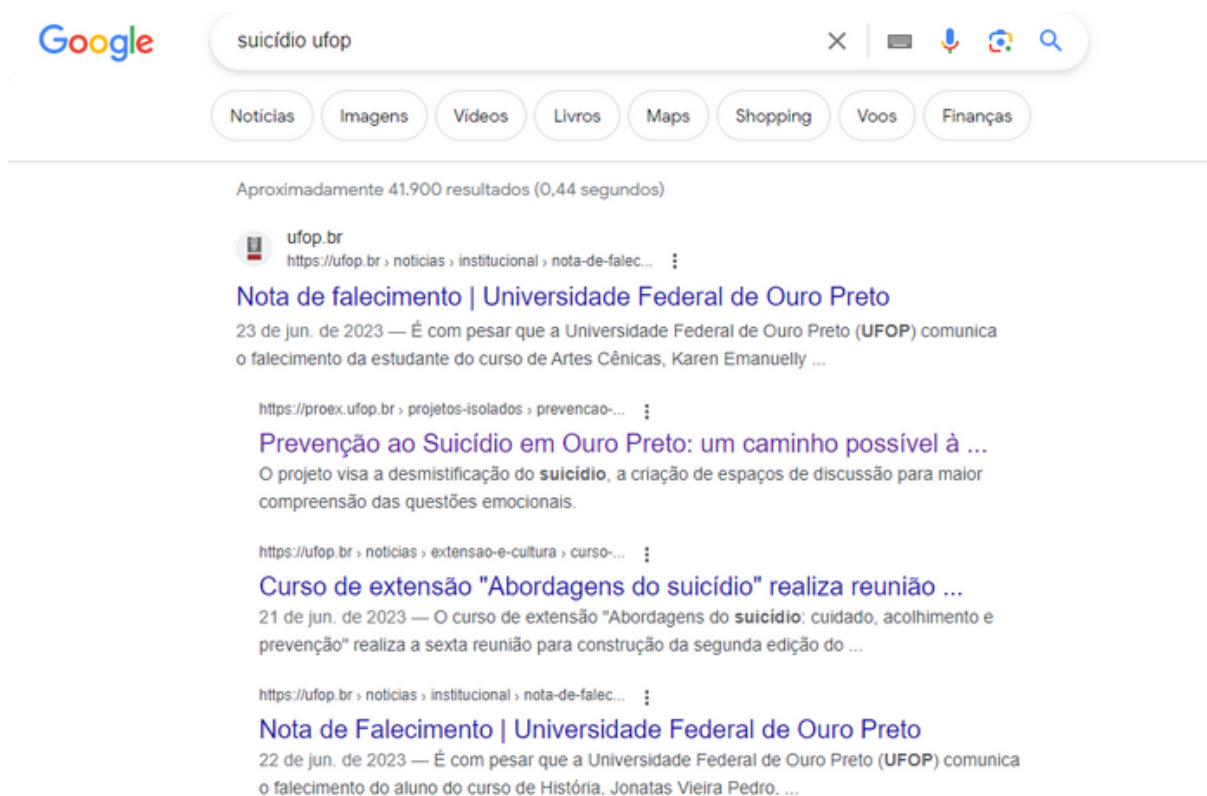 Google
suicídio ufop
Notícias Imagens Vídeos Livros Maps Shopping Voos Finanças
Aproximadamente 41.900 resultados (0,44 segundos)
ufop.br
https://ufop.br › noticias › institucional › nota-de-falec...
Nota de falecimento | Universidade Federal de Ouro Preto
23 de jun. de 2023 — É com pesar que a Universidade Federal de Ouro Preto (UFOP) comunica
o falecimento da estudante do curso de Artes Cênicas, Karen Emanuelly ...
https://proex.ufop.br › projetos-isolados › prevencao-...
Prevenção ao Suicídio em Ouro Preto: um caminho possível à ...
O projeto visa a desmistificação do suicídio, a criação de espaços de discussão para maior
compreensão das questões emocionais.
https://ufop.br › noticias › extensao-e-cultura › curso-...
Curso de extensão "Abordagens do suicídio" realiza reunião ...
21 de jun. de 2023 — O curso de extensão "Abordagens do suicídio: cuidado, acolhimento e
prevenção" realiza a sexta reunião para construção da segunda edição do ...
https://ufop.br › noticias › institucional › nota-de-falec...
Nota de Falecimento | Universidade Federal de Ouro Preto
22 de jun. de 2023 — É com pesar que a Universidade Federal de Ouro Preto (UFOP) comunica
o falecimento do aluno do curso de História, Jonatas Vieira Pedro, ...